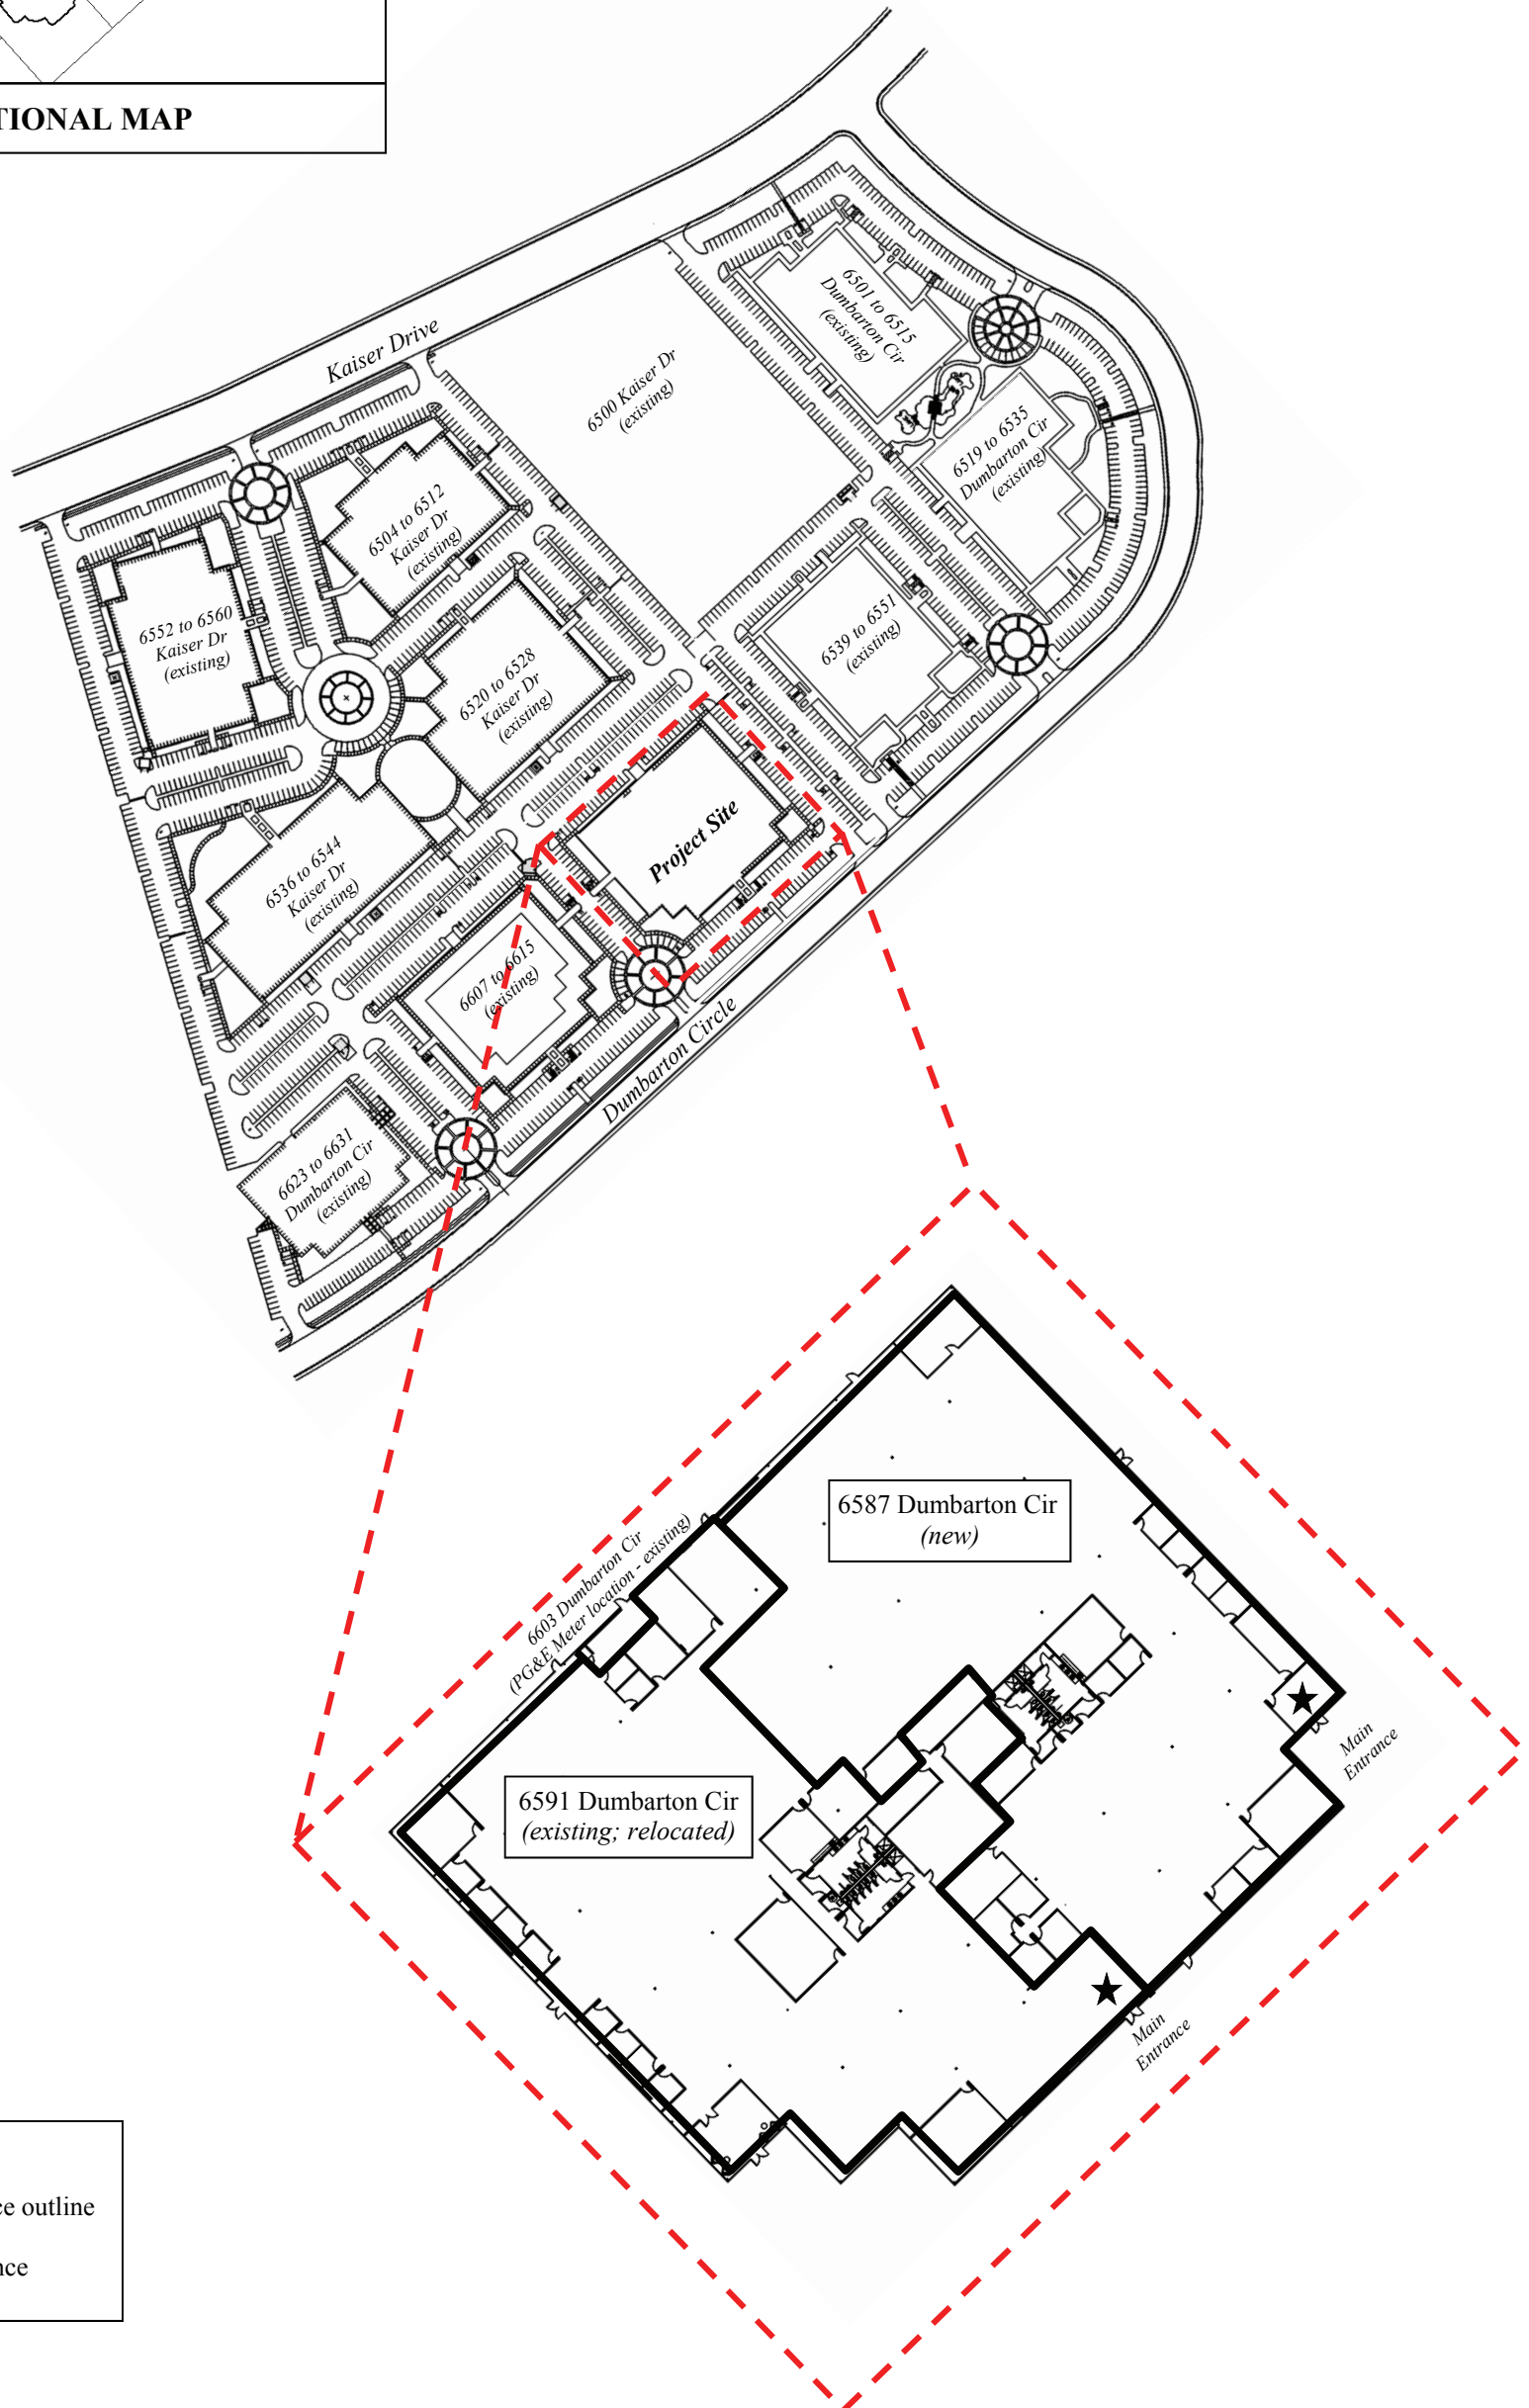 TIONAL MAP
Kaiser Drive
6500 Kaiser Dr
(existing)
6501 to 6515
Dumbarton Cir
(existing)
6519 to 6535
Dumbarton Cir
(existing)
6504 to 6512
Kaiser Dr
(existing)
6552 to 6560
Kaiser Dr
(existing)
6520 to 6528
Kaiser Dr
(existing)
6539 to 6551
(existing)
Project Site
6536 to 6544
Kaiser Dr
(existing)
6607 to 6615
(existing)
Dumbarton Circle
6623 to 6631
Dumbarton Cir
(existing)
6587 Dumbarton Cir
(new)
6603 Dumbarton Cir
(PG&E Meter location - existing)
Main
Entrance
6591 Dumbarton Cir
(existing; relocated)
Main
Entrance
ce outline
nce